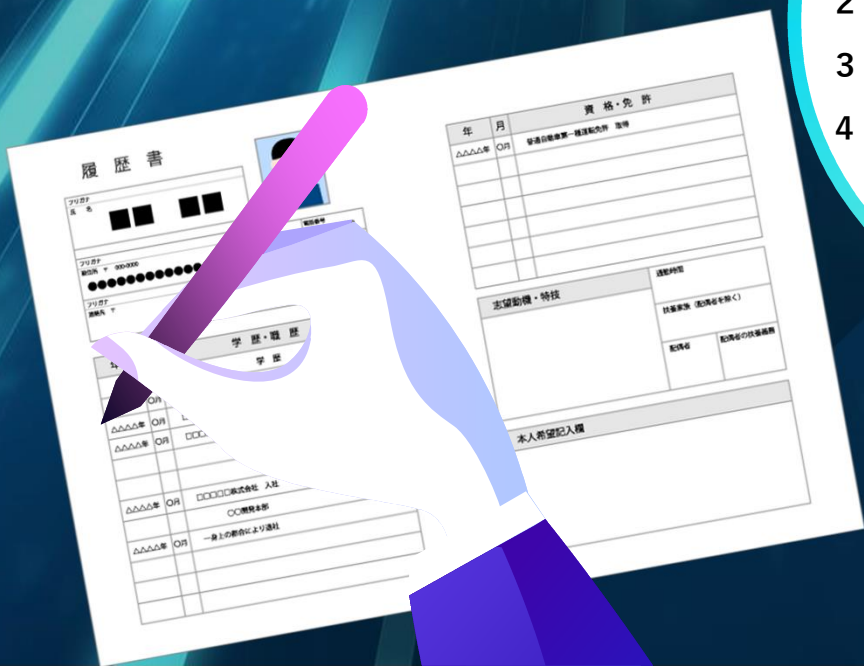 履歴書
フリガナ
氏 名
■■ ■■
電話番号
フリガナ
現住所 〒 000-0000
●●●●●●●●●●●●
フリガナ
連絡先 〒
年
学 歴・職 歴
学 歴
○月
△△△△年 ○月
△△△△年 ○月 □□
△△△△年 ○月 □□□□□株式会社 入社
○○開発本部
△△△△年 ○月 一身上の都合により退社
年 月 資 格・免 許
△△△△年 ○月 普通自動車第一種運転免許 取得
志望動機・特技
通勤時間
扶養家族(配偶者を除く)
配偶者
配偶者の扶養義務
本人希望記入欄
2
3
4